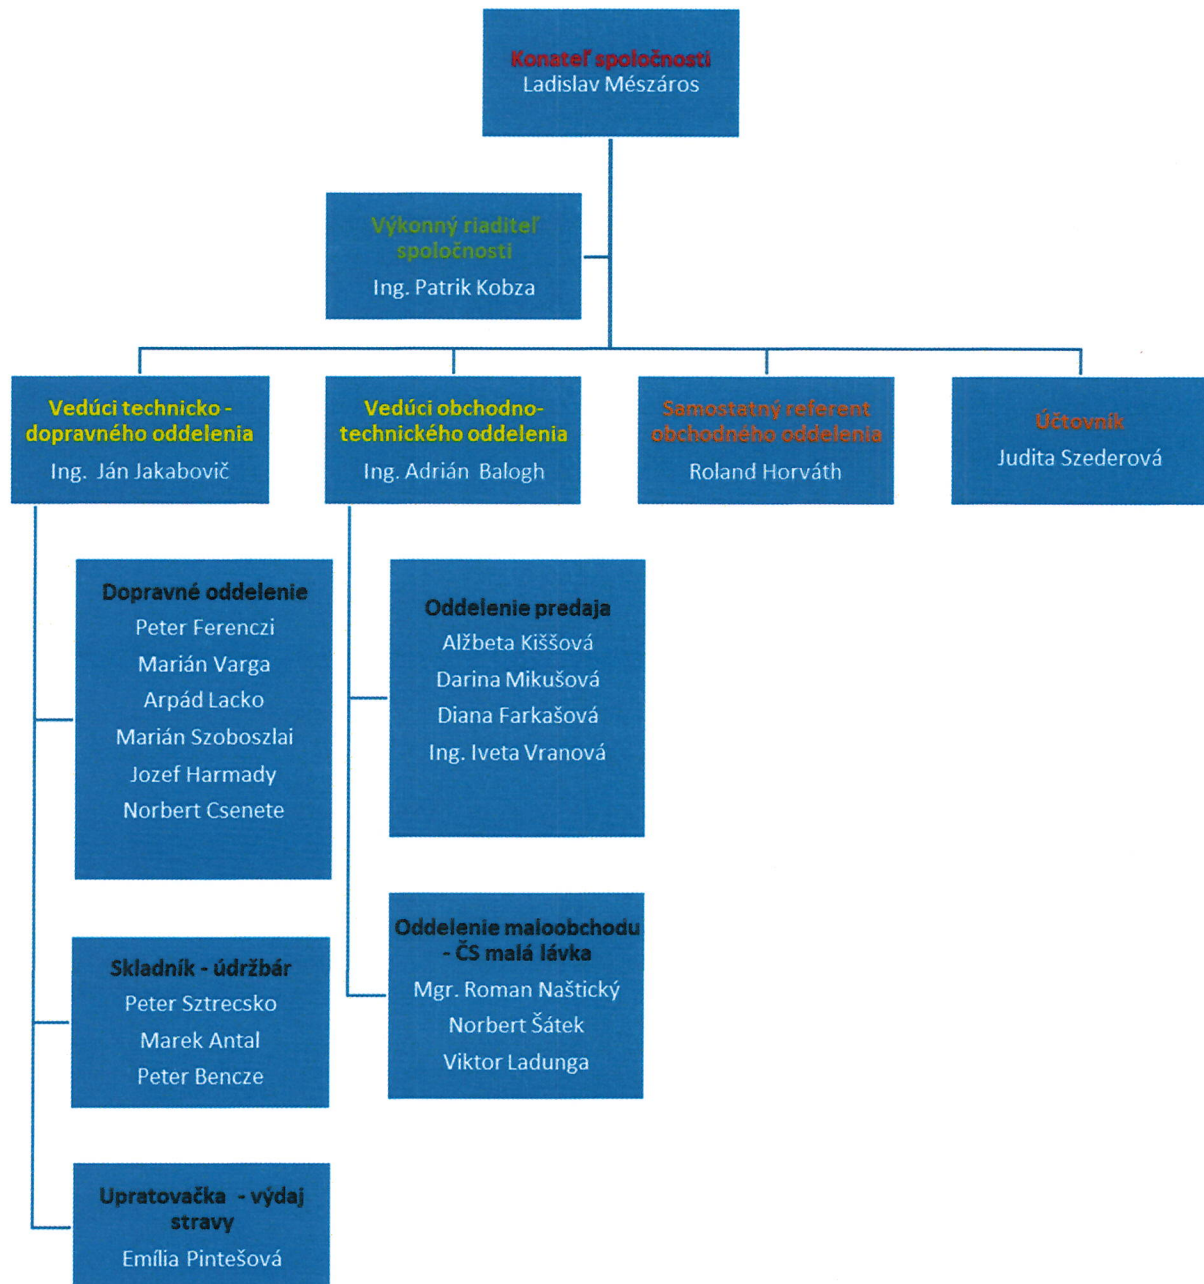 Konateľ spoločnosti
Ladislav Mészáros
Výkonný riaditeľ
spoločnosti
Ing. Patrik Kobza
Vedúci technicko -
dopravného oddelenia
Ing. Ján Jakabovič
Vedúci obchodno-
technického oddelenia
Ing. Adrián Balogh
Samostatný referent
obchodného oddelenia
Roland Horváth
Účtovník
Judita Szederová
Dopravné oddelenie
Peter Ferenczi
Marián Varga
Arpád Lacko
Marián Szoboszlai
Jozef Harmady
Norbert Csenete
Oddelenie predaja
Alžbeta Kiššová
Darina Mikušová
Diana Farkašová
Ing. Iveta Vranová
Skladník - údržbár
Peter Sztrecsko
Marek Antal
Peter Bencze
Oddelenie maloobchodu
- ČS malá lávka
Mgr. Roman Naštický
Norbert Šátek
Viktor Ladunga
Upratovačka - výdaj
stravy
Emília Pintešová